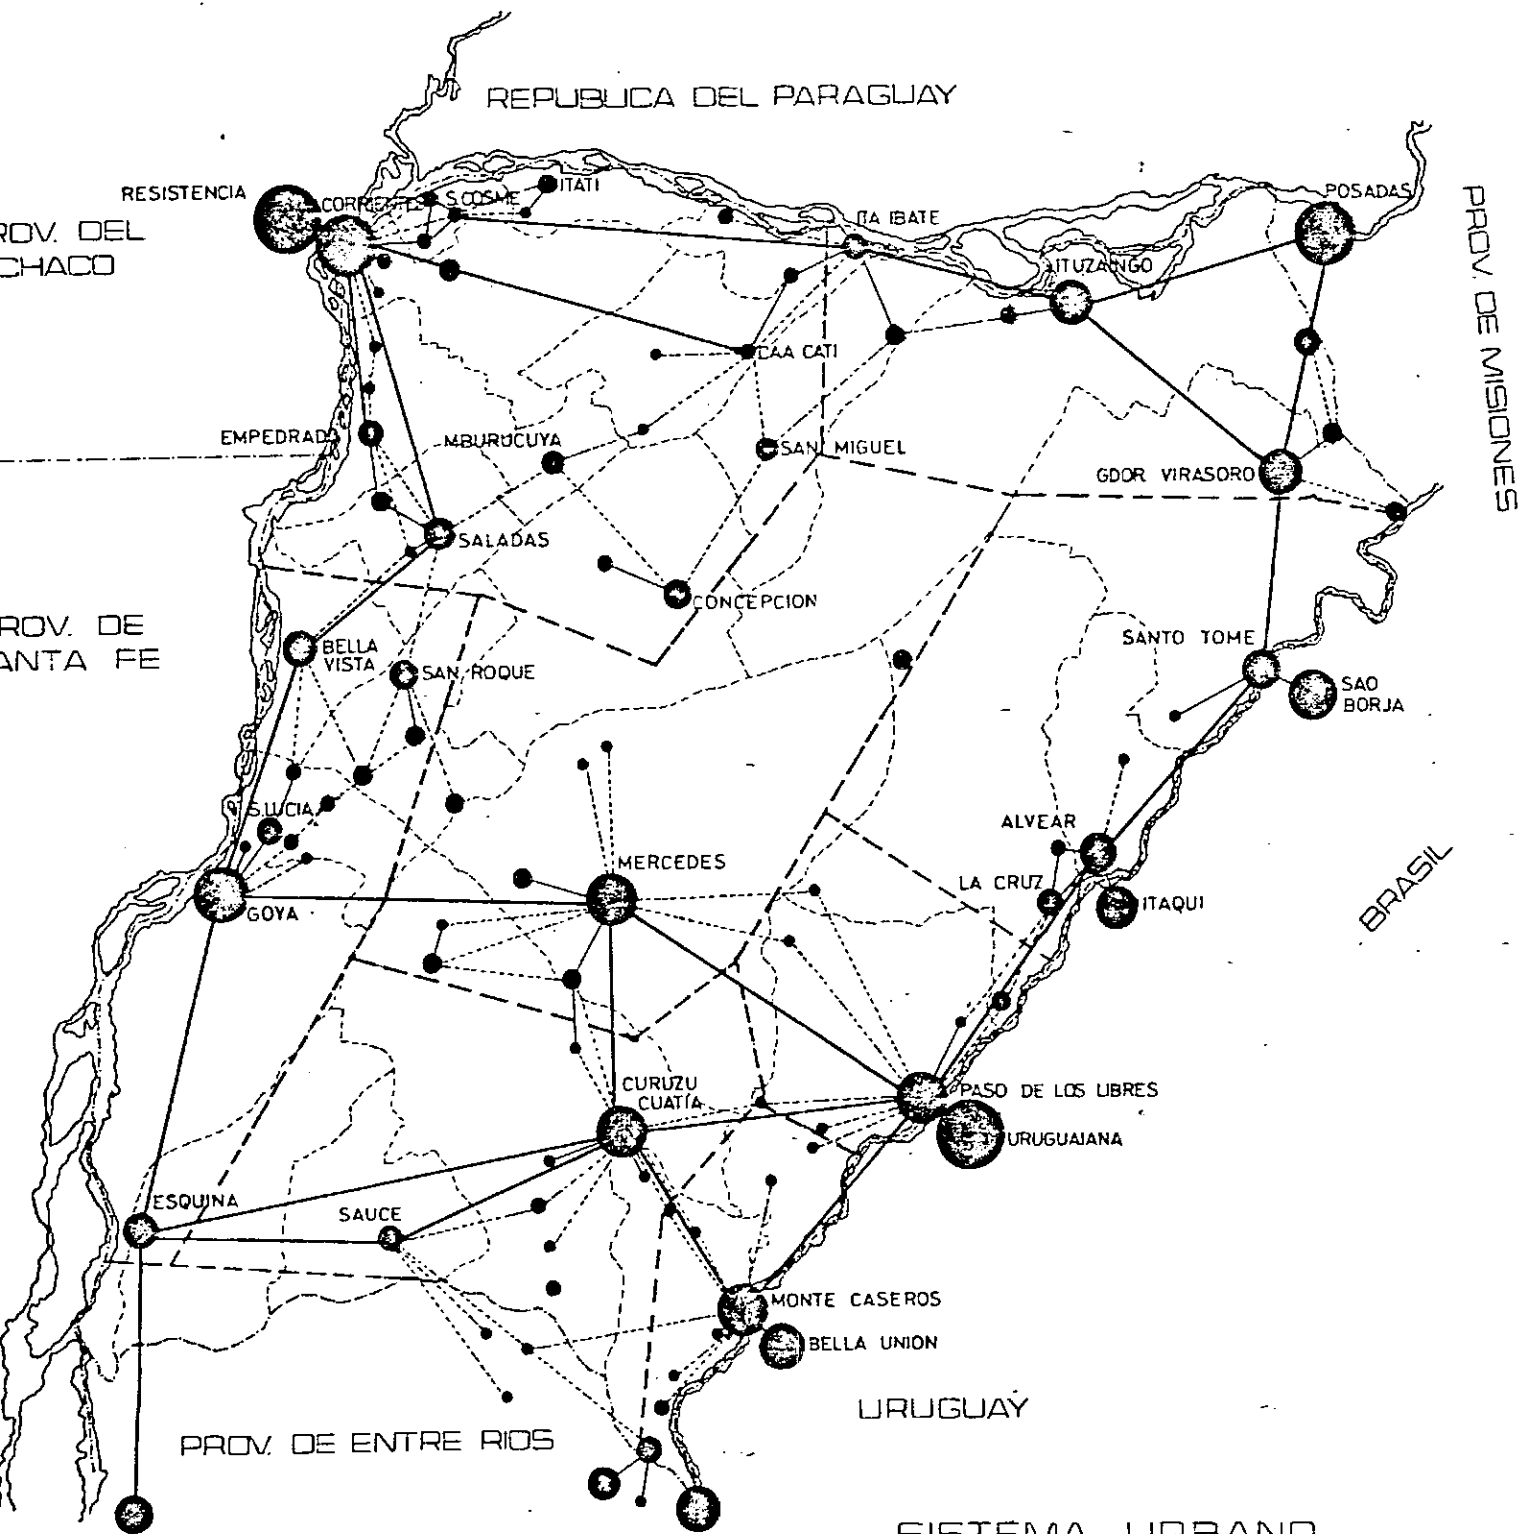 REPUBLICA DEL PARAGUAY
RESISTENCIA
CORRIENTES
S.COSME
ITATI
POSADAS
ROV. DEL
CHACO
ITA IBATE
ITUZAINGO
PROV. DE MISIONES
CAA CATI
EMPEDRADO
MBURUCUYA
SAN MIGUEL
GDOR VIRASORO
SALADAS
CONCEPCION
ROV. DE
ANTA FE
BELLA
VISTA
SAN ROQUE
SANTO TOME
SAO
BORJA
S.LUCIA
MERCEDES
ALVEAR
LA CRUZ
ITAQUI
BRASIL
GOYA
CURUZU
CUATIA
PASO DE LOS LIBRES
URUGUAIANA
ESQUINA
SAUCE
MONTE CASEROS
BELLA UNION
URUGUAY
PROV. DE ENTRE RIOS
SISTEMA URBANO